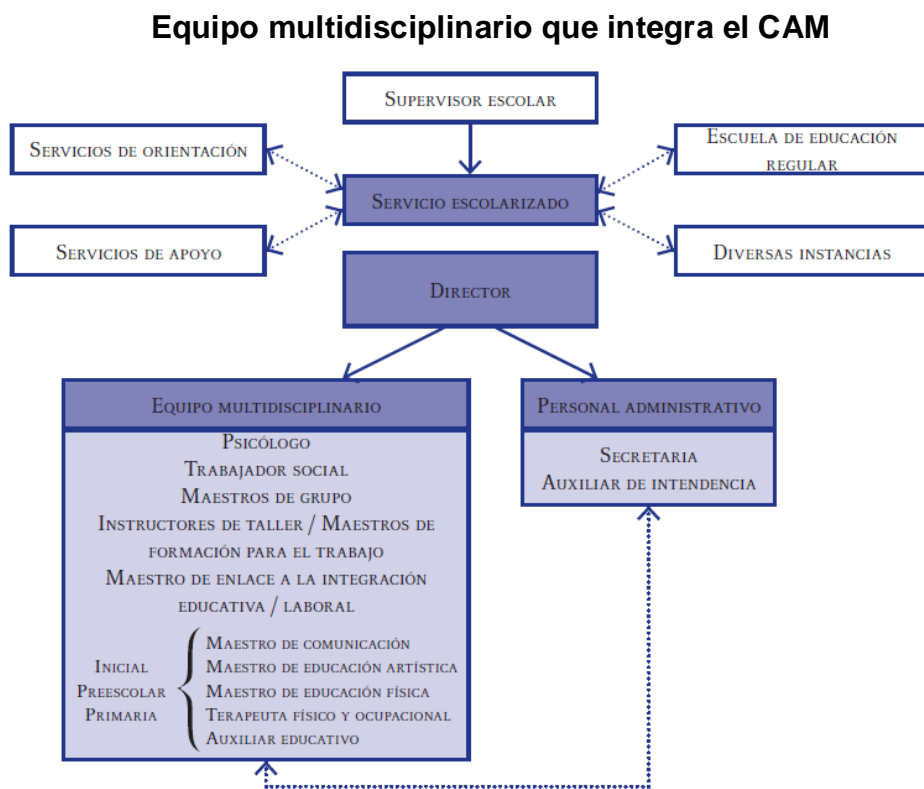 Equipo multidisciplinario que integra el CAM
Supervisor escolar
Servicios de orientación
Escuela de educación
regular
Servicio escolarizado
Servicios de apoyo
Diversas instancias
Director
Equipo multidisciplinario
Psicólogo
Trabajador social
Maestros de grupo
Instructores de taller / Maestros de
formación para el trabajo
Maestro de enlace a la integración
educativa / laboral
Inicial
Preescolar
Primaria
Maestro de comunicación
Maestro de educación artística
Maestro de educación física
Terapeuta físico y ocupacional
Auxiliar educativo
Personal administrativo
Secretaria
Auxiliar de intendencia